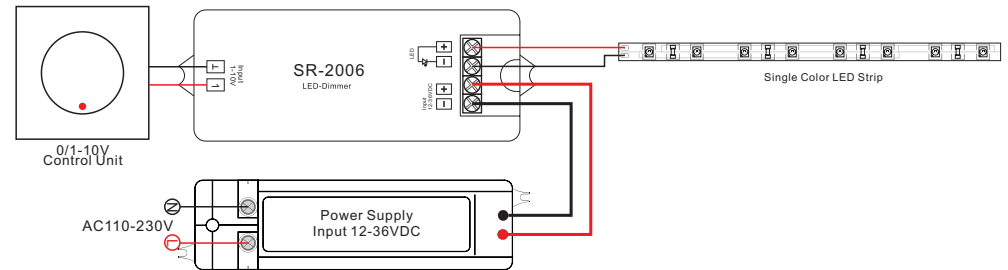 SR-2006
LED-Dimmer
Input
1-10V
LED
+
−
Input
12-36VDC
+
−
Single Color LED Strip
0/1-10V
Control Unit
N
AC110-230V
L
Power Supply
Input 12-36VDC